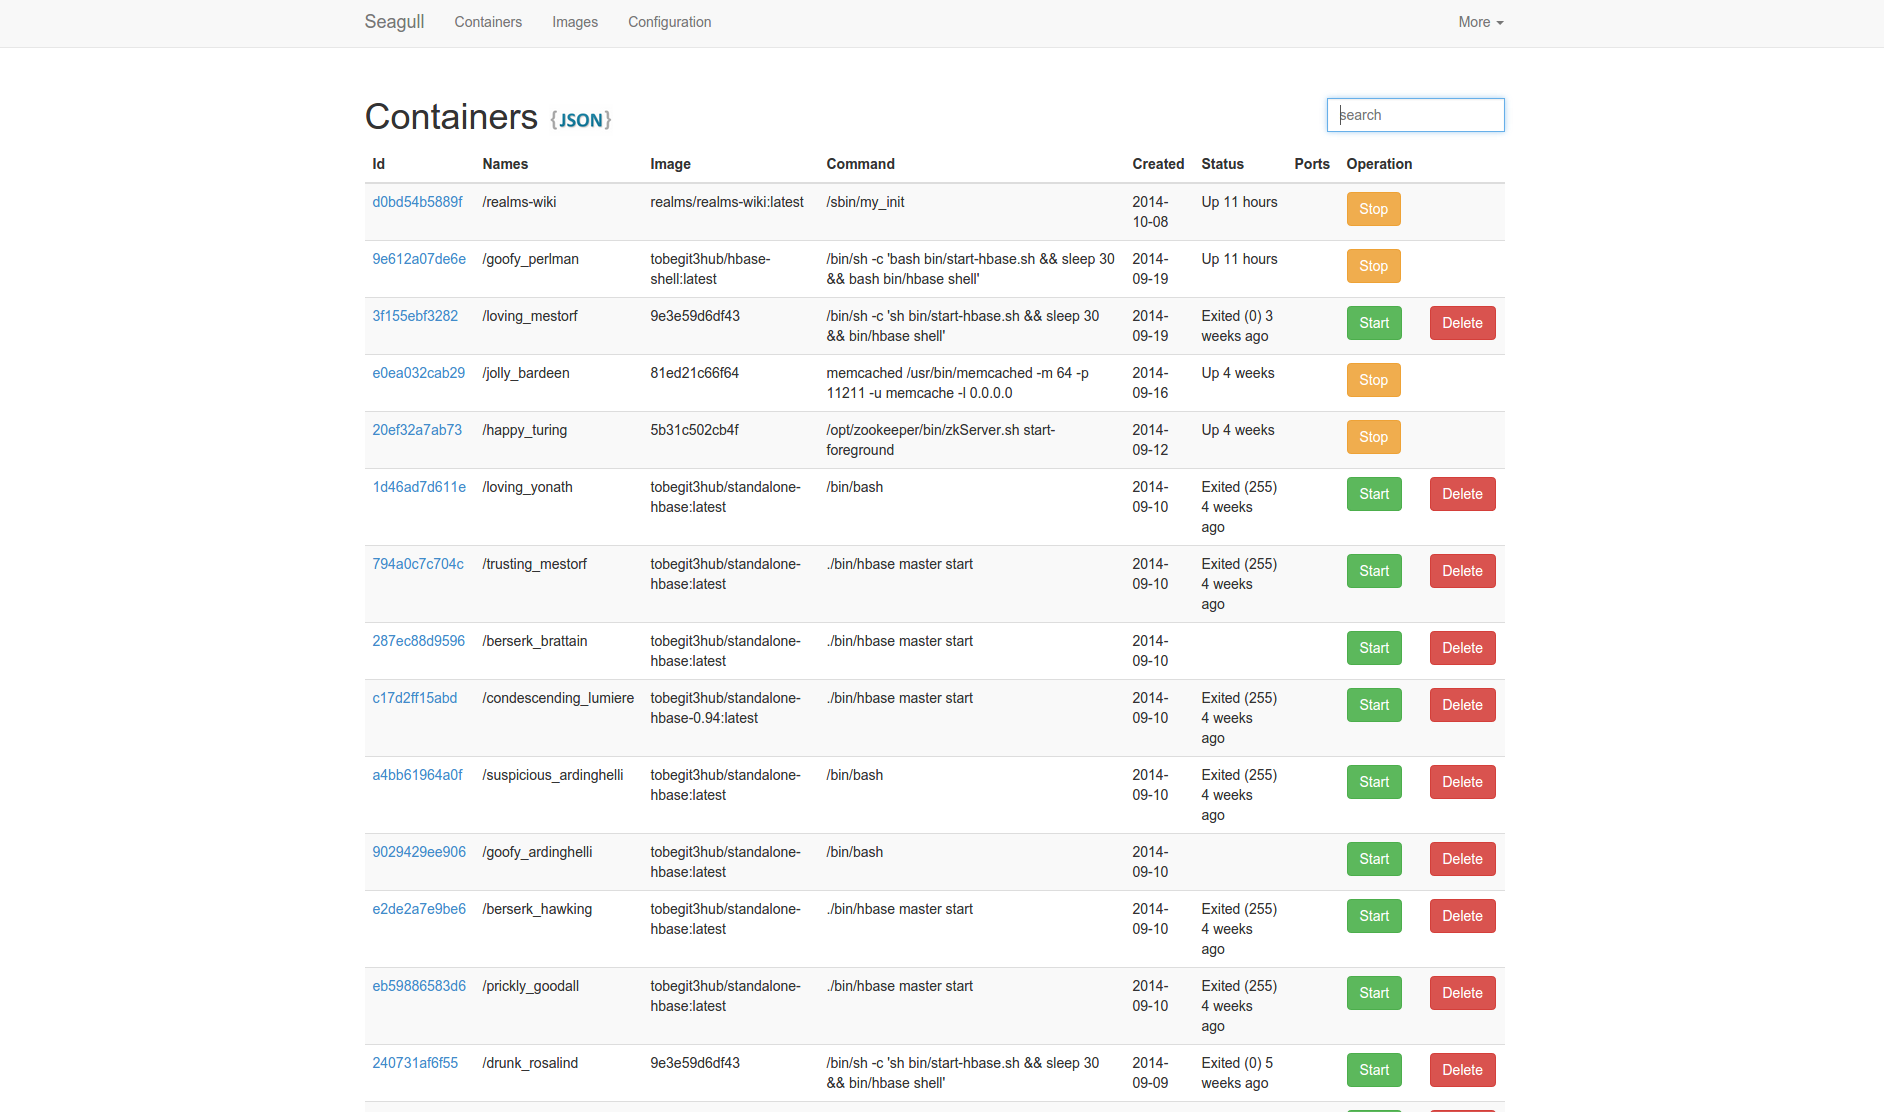 Seagull Containers Images Configuration More
Containers {JSON} search
Id Names Image Command Created Status Ports Operation
d0bd54b5889f /realms-wiki realms/realms-wiki:latest /sbin/my_init 2014- Up 11 hours Stop
10-08
9e612a07de6e /goofy_perlman tobegit3hub/hbase- /bin/sh -c 'bash bin/start-hbase.sh && sleep 30 2014- Up 11 hours Stop
shell:latest && bash bin/hbase shell' 09-19
3f155ebf3282 /loving_mestorf 9e3e59d6df43 /bin/sh -c 'sh bin/start-hbase.sh && sleep 30 2014- Exited (0) 3 Start Delete
&& bin/hbase shell' 09-19 weeks ago
e0ea032cab29 /jolly_bardeen 81ed21c66f64 memcached /usr/bin/memcached -m 64 -p 2014- Up 4 weeks Stop
11211 -u memcache -l 0.0.0.0 09-16
20ef32a7ab73 /happy_turing 5b31c502cb4f /opt/zookeeper/bin/zkServer.sh start- 2014- Up 4 weeks Stop
foreground 09-12
1d46ad7d611e /loving_yonath tobegit3hub/standalone- /bin/bash 2014- Exited (255) Start Delete
hbase:latest 09-10 4 weeks
ago
794a0c7c704c /trusting_mestorf tobegit3hub/standalone- ./bin/hbase master start 2014- Exited (255) Start Delete
hbase:latest 09-10 4 weeks
ago
287ec88d9596 /berserk_brattain tobegit3hub/standalone- ./bin/hbase master start 2014- Start Delete
hbase:latest 09-10
c17d2ff15abd /condescending_lumiere tobegit3hub/standalone- ./bin/hbase master start 2014- Exited (255) Start Delete
hbase-0.94:latest 09-10 4 weeks
ago
a4bb61964a0f /suspicious_ardinghelli tobegit3hub/standalone- /bin/bash 2014- Exited (255) Start Delete
hbase:latest 09-10 4 weeks
ago
9029429ee906 /goofy_ardinghelli tobegit3hub/standalone- /bin/bash 2014- Start Delete
hbase:latest 09-10
e2de2a7e9be6 /berserk_hawking tobegit3hub/standalone- ./bin/hbase master start 2014- Exited (255) Start Delete
hbase:latest 09-10 4 weeks
ago
eb59886583d6 /prickly_goodall tobegit3hub/standalone- ./bin/hbase master start 2014- Exited (255) Start Delete
hbase:latest 09-10 4 weeks
ago
240731af6f55 /drunk_rosalind 9e3e59d6df43 /bin/sh -c 'sh bin/start-hbase.sh && sleep 30 2014- Exited (0) 5 Start Delete
&& bin/hbase shell' 09-09 weeks ago